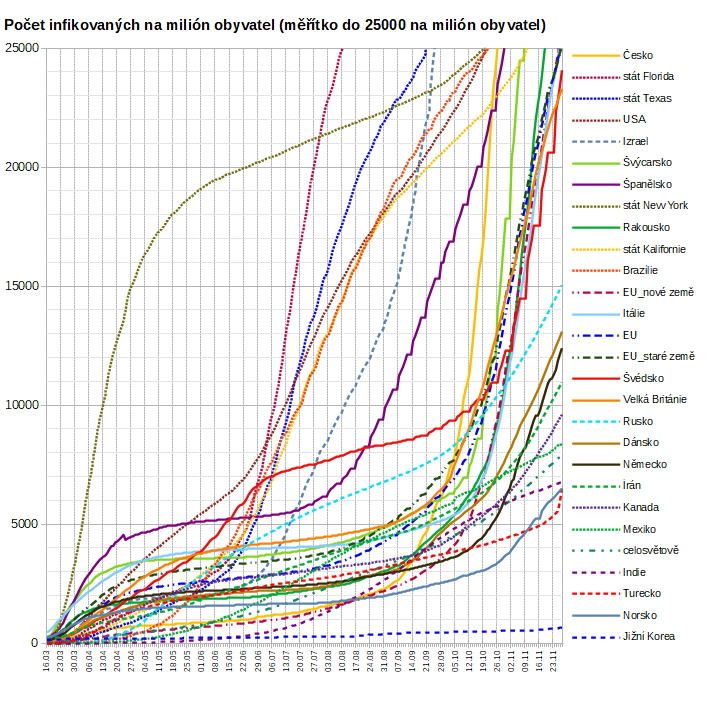 Počet infikovaných na milión obyvatel (měřítko do 25000 na milión obyvatel)
25000
20000
15000
10000
5000
0
16.03
23.03
30.03
06.04
13.04
20.04
27.04
04.05
11.05
18.05
25.05
01.06
08.06
15.06
22.06
29.06
06.07
13.07
20.07
27.07
03.08
10.08
17.08
24.08
31.08
07.09
14.09
21.09
28.09
05.10
12.10
19.10
26.10
02.11
09.11
16.11
23.11
Česko
stát Florida
stát Texas
USA
Izrael
Švýcarsko
Španělsko
stát New York
Rakousko
stát Kalifornie
Brazílie
EU_nové země
Itálie
EU
EU_staré země
Švédsko
Velká Británie
Rusko
Dánsko
Německo
Írán
Kanada
Mexiko
celosvětově
Indie
Turecko
Norsko
Jižní Korea